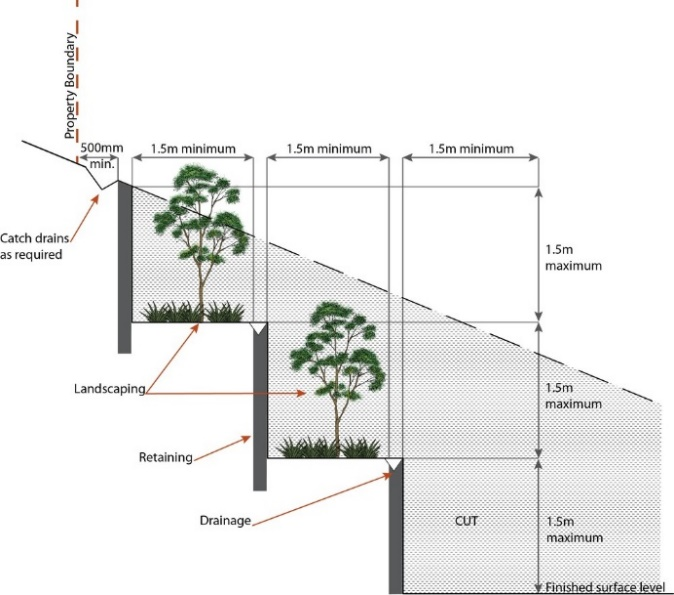 Property Boundary
500mm
min.
1.5m minimum
1.5m minimum
1.5m minimum
Catch drains
as required
1.5m
maximum
Landscaping
1.5m
maximum
Retaining
Drainage
CUT
1.5m
maximum
Finished surface level